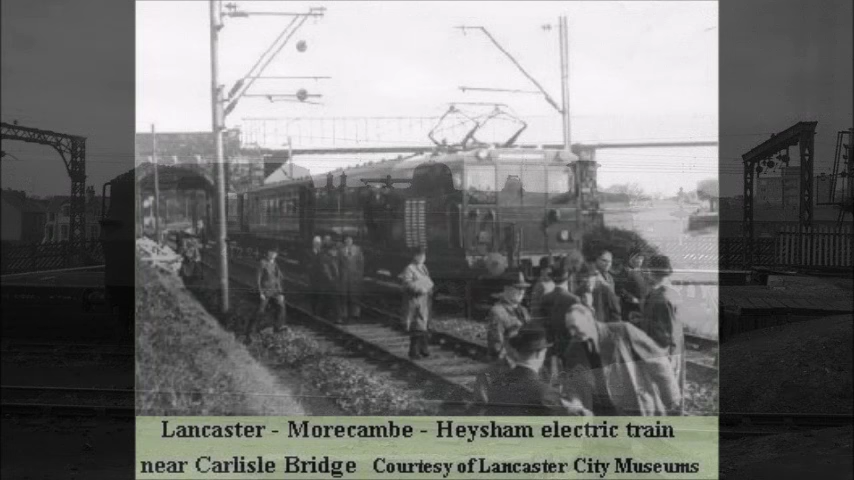 Lancaster - Morecambe - Heysham electric train
near Carlisle Bridge Courtesy of Lancaster City Museums